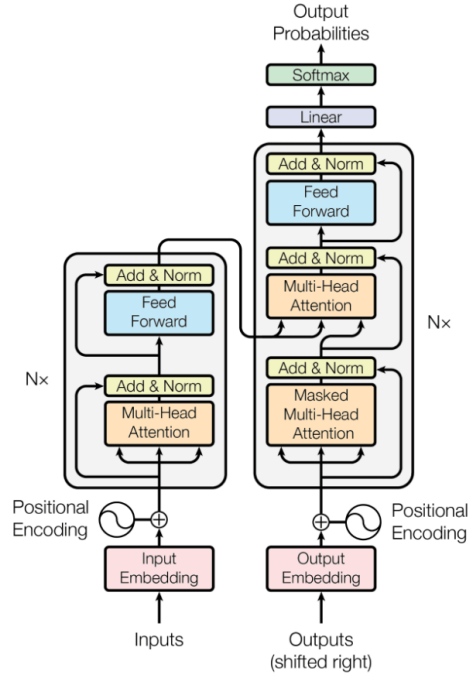 Output
Probabilities
Softmax
Linear
Add & Norm
Feed
Forward
Add & Norm
Multi-Head
Attention
Nx
Add & Norm
Masked
Multi-Head
Attention
Positional
Encoding
Output
Embedding
Outputs
(shifted right)
Add & Norm
Feed
Forward
Nx
Add & Norm
Multi-Head
Attention
Positional
Encoding
Input
Embedding
Inputs